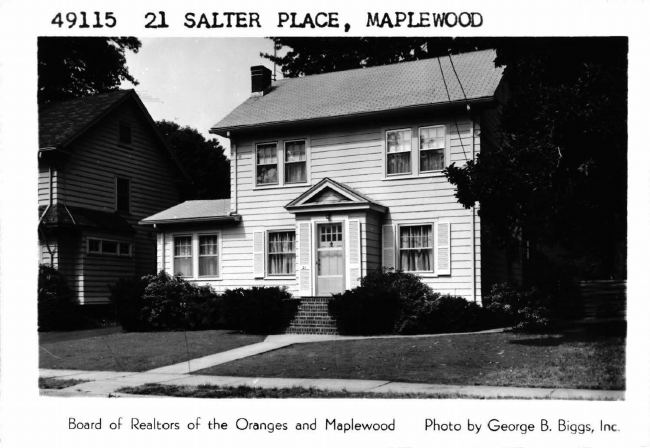 49115 21 SALTER PLACE, MAPLEWOOD
Board of Realtors of the Oranges and Maplewood Photo by George B. Biggs, Inc.